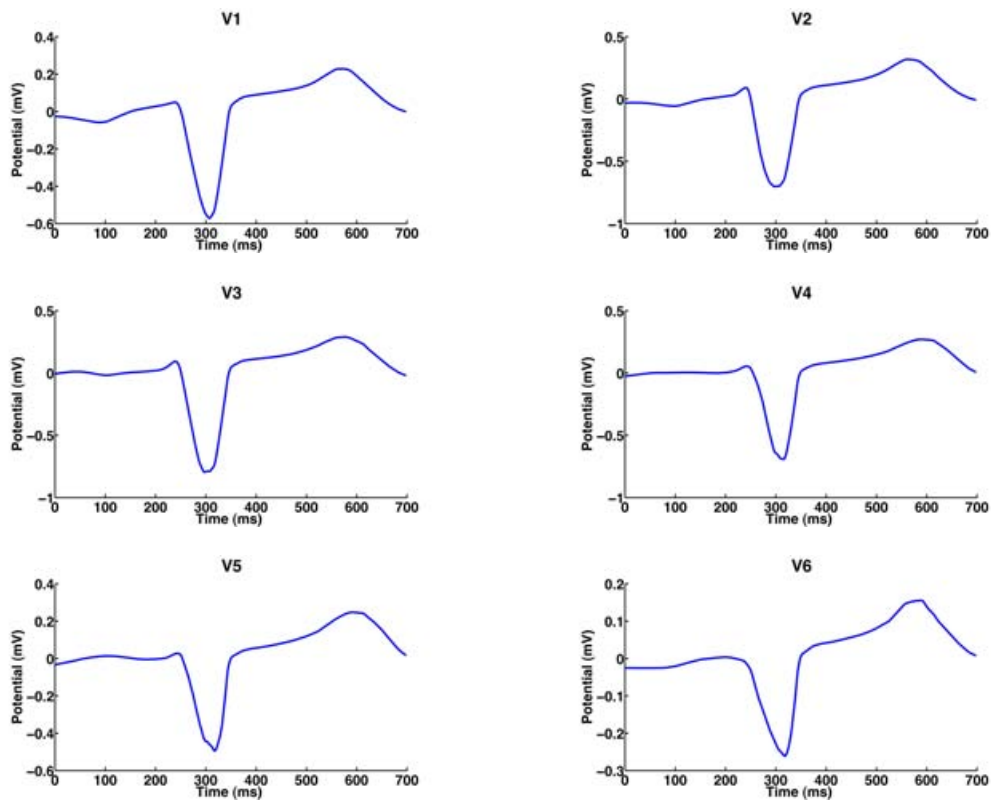 V1 V2
0.4 0.5
0.2
0 0
−0.2
−0.4 −0.5
−0.6 −1
0 100 200 300 400 500 600 700 0 100 200 300 400 500 600 700
Time (ms) Time (ms)
Potential (mV) Potential (mV)
V3 V4
0.5 0.5
0 0
−0.5 −0.5
−1 −1
0 100 200 300 400 500 600 700 0 100 200 300 400 500 600 700
Time (ms) Time (ms)
Potential (mV) Potential (mV)
V5 V6
0.4 0.2
0.2 0.1
0 0
−0.2 −0.1
−0.4 −0.2
−0.6 −0.3
0 100 200 300 400 500 600 700 0 100 200 300 400 500 600 700
Time (ms) Time (ms)
Potential (mV) Potential (mV)